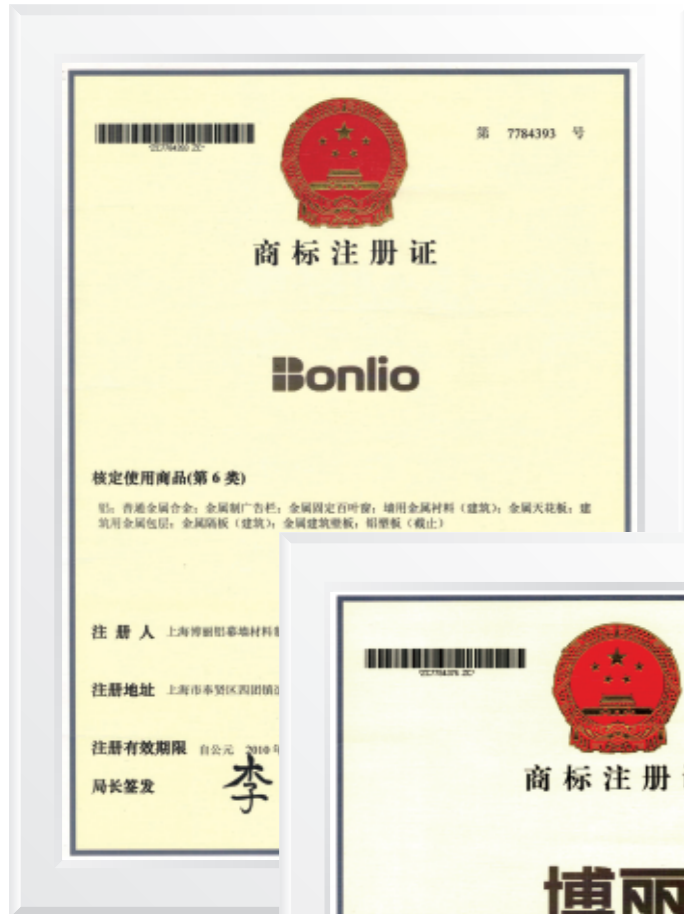 第 7784393 号
商标注册证
Bonlio
核定使用商品(第 6 类)
铝；普通金属合金；金属制广告栏；金属固定百叶窗；墙用金属衬料（建筑）；金属天花板；建
筑用金属包层；金属隔板（建筑）；金属建筑壁板；铝塑板（截止）
注 册 人 上海博丽铝幕墙材料
注册地址 上海市奉贤区四团镇
注册有效期限 自公元 2010 年
局长签发 李
商标注册
博丽